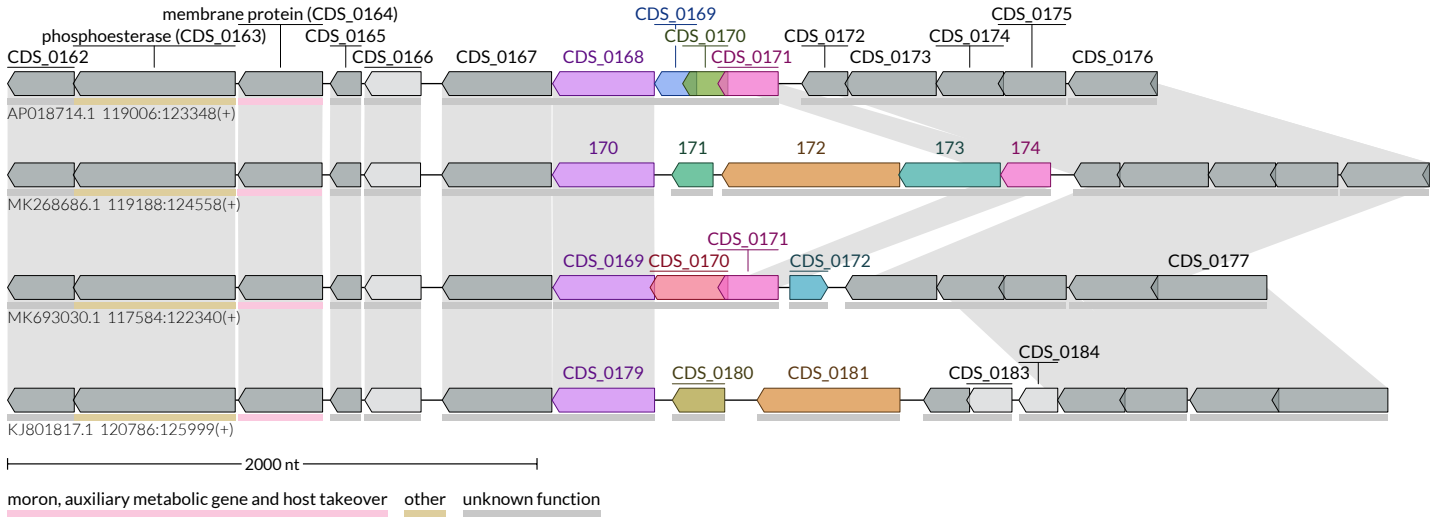 membrane protein (CDS_0164) CDS_0169 CDS_0175
phosphoesterase (CDS_0163) CDS_0165 CDS_0170 CDS_0172 CDS_0174
CDS_0162 CDS_0166 CDS_0167 CDS_0168 CDS_0171 CDS_0173 CDS_0176
AP018714.1 119006:123348(+)
170 171 172 173 174
MK268686.1 119188:124558(+)
CDS_0171
CDS_0169 CDS_0170 CDS_0172 CDS_0177
MK693030.1 117584:122340(+)
CDS_0184
CDS_0179 CDS_0180 CDS_0181 CDS_0183
KJ801817.1 120786:125999(+)
2000 nt
moron, auxiliary metabolic gene and host takeover other unknown function